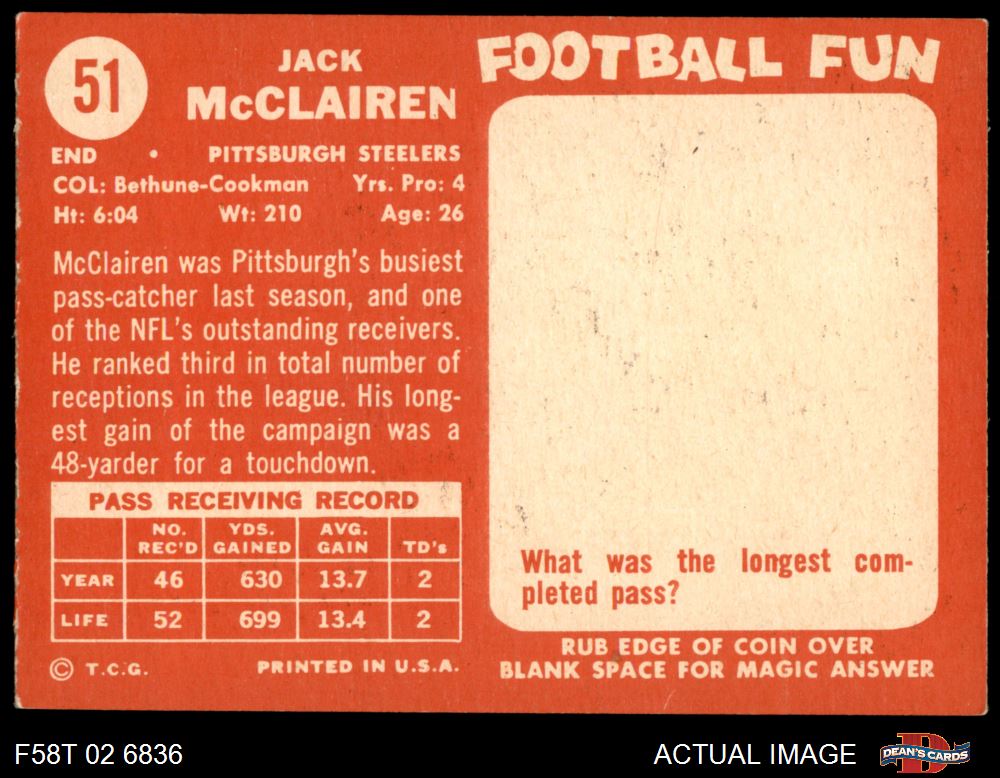 51
JACK
McCLAIREN
END • PITTSBURGH STEELERS
COL: Bethune-Cookman Yrs. Pro: 4
Ht: 6:04 Wt: 210 Age: 26
McClairen was Pittsburgh's busiest
pass-catcher last season, and one
of the NFL's outstanding receivers.
He ranked third in total number of
receptions in the league. His long-
est gain of the campaign was a
48-yarder for a touchdown.
PASS RECEIVING RECORD
NO. REC'D YDS. GAINED AVG. GAIN TD's
YEAR 46 630 13.7 2
LIFE 52 699 13.4 2
© T.C.G. PRINTED IN U.S.A.
FOOTBALL FUN
What was the longest com-
pleted pass?
RUB EDGE OF COIN OVER
BLANK SPACE FOR MAGIC ANSWER
F58T 02 6836
ACTUAL IMAGE
D
DEAN'S CARDS